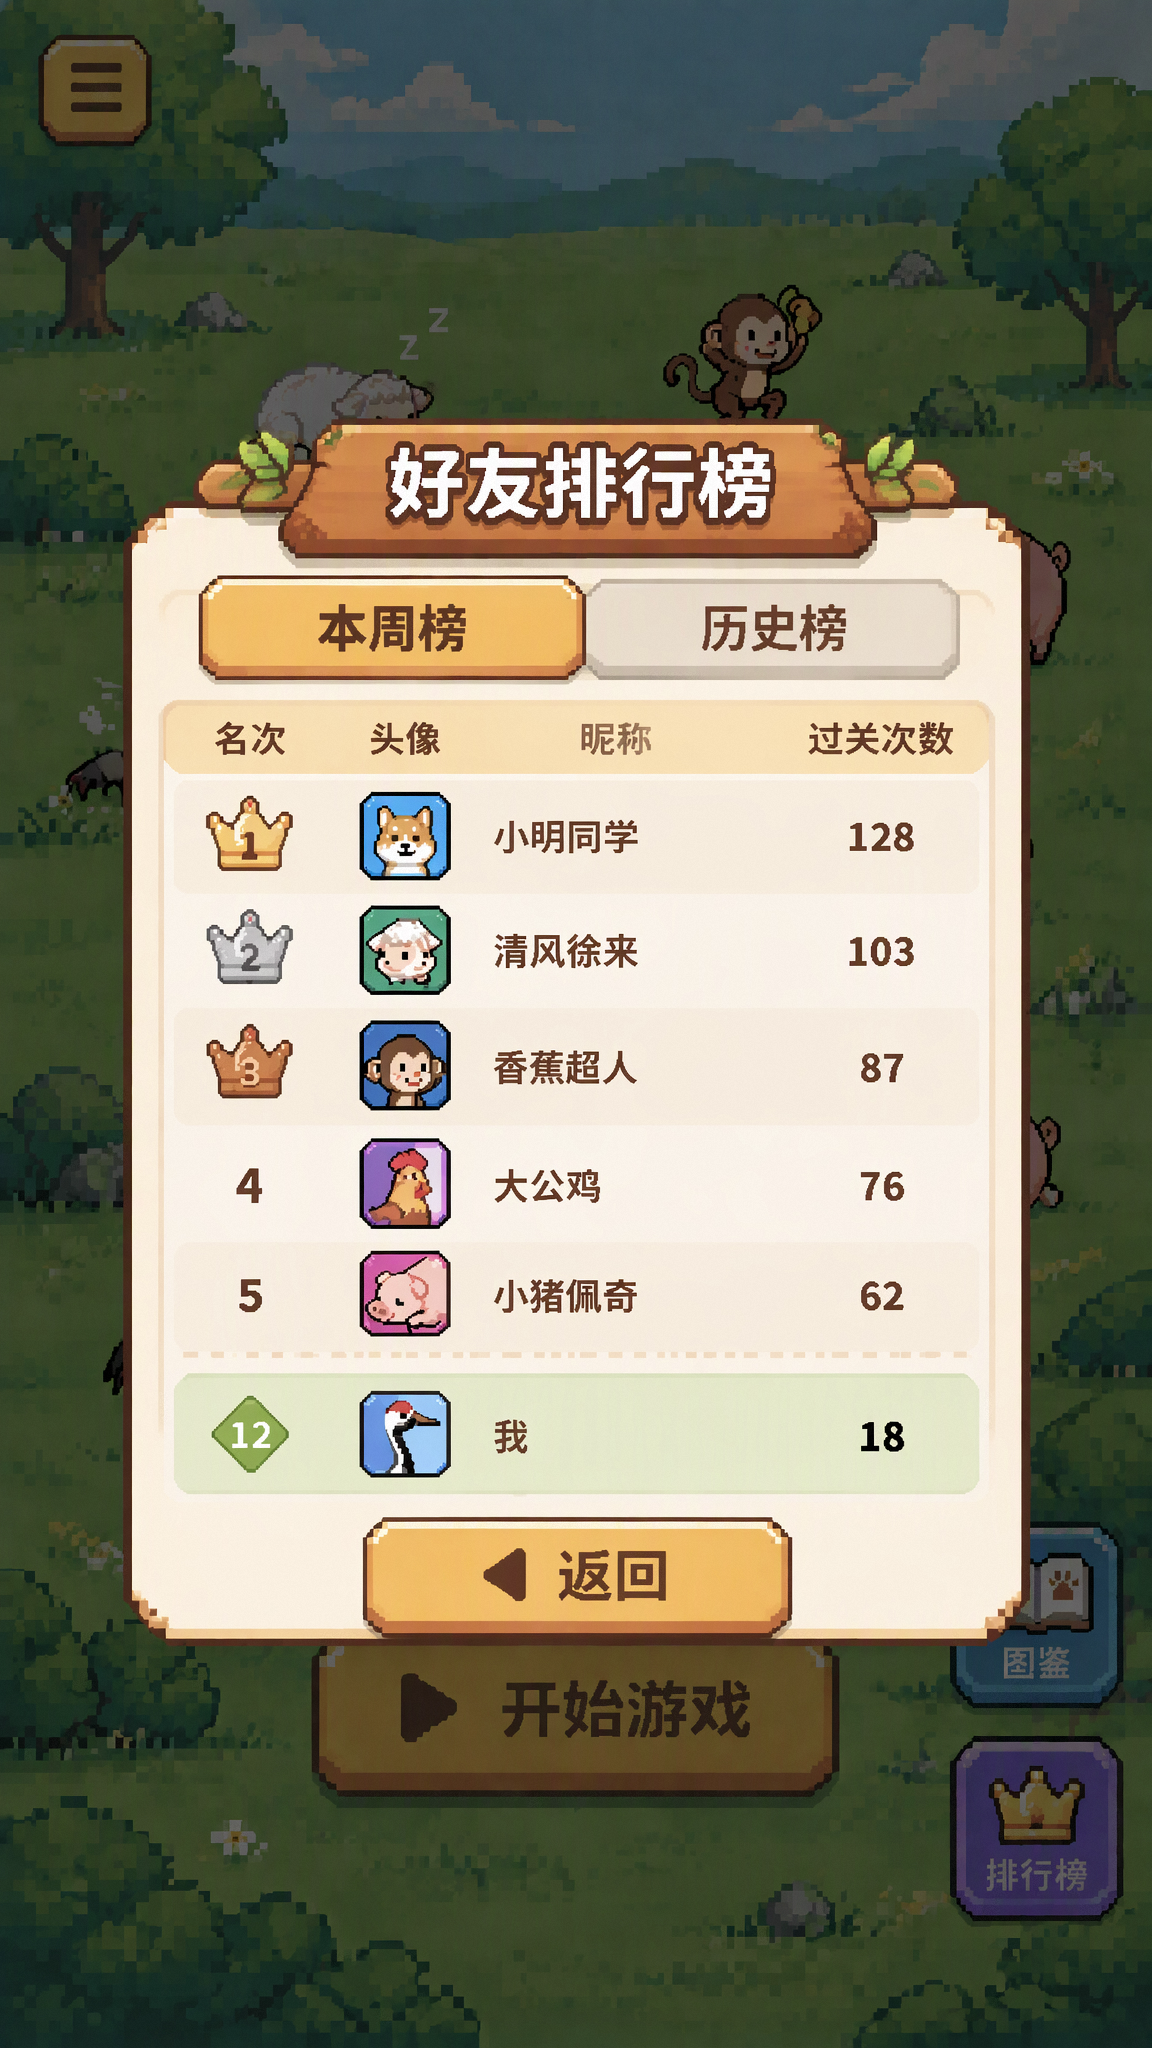 z
z
好友排行榜
本周榜 历史榜
名次 头像 昵称 过关次数
1 小明同学 128
2 清风徐来 103
3 香蕉超人 87
4 大公鸡 76
5 小猪佩奇 62
12 我 18
返回
图鉴
开始游戏
排行榜